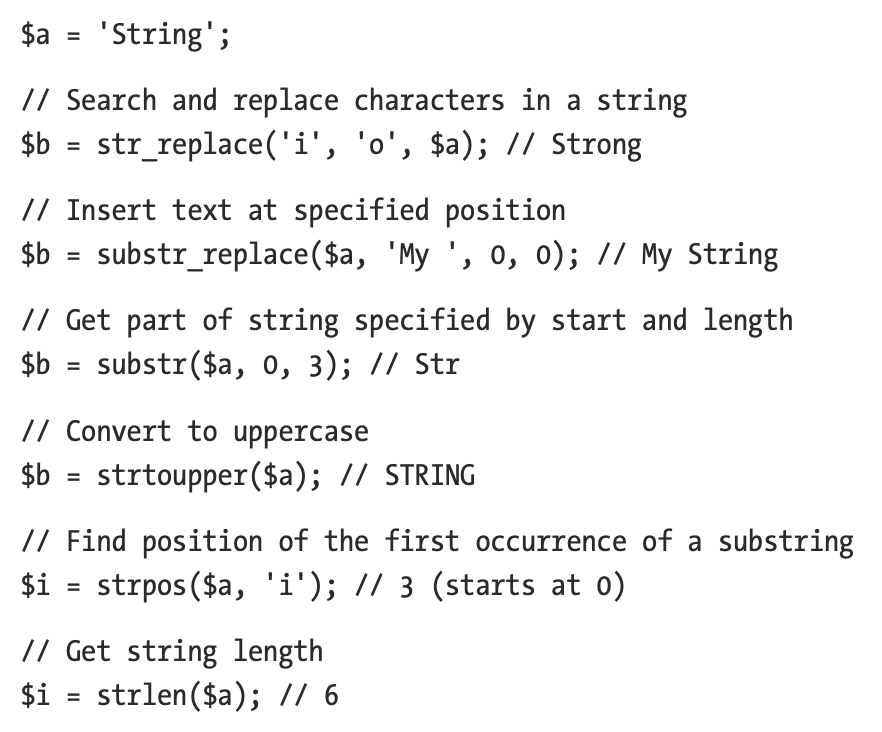 $a = 'String';
// Search and replace characters in a string
$b = str_replace('i', 'o', $a); // Strong
// Insert text at specified position
$b = substr_replace($a, 'My ', 0, 0); // My String
// Get part of string specified by start and length
$b = substr($a, 0, 3); // Str
// Convert to uppercase
$b = strtoupper($a); // STRING
// Find position of the first occurrence of a substring
$i = strpos($a, 'i'); // 3 (starts at 0)
// Get string length
$i = strlen($a); // 6